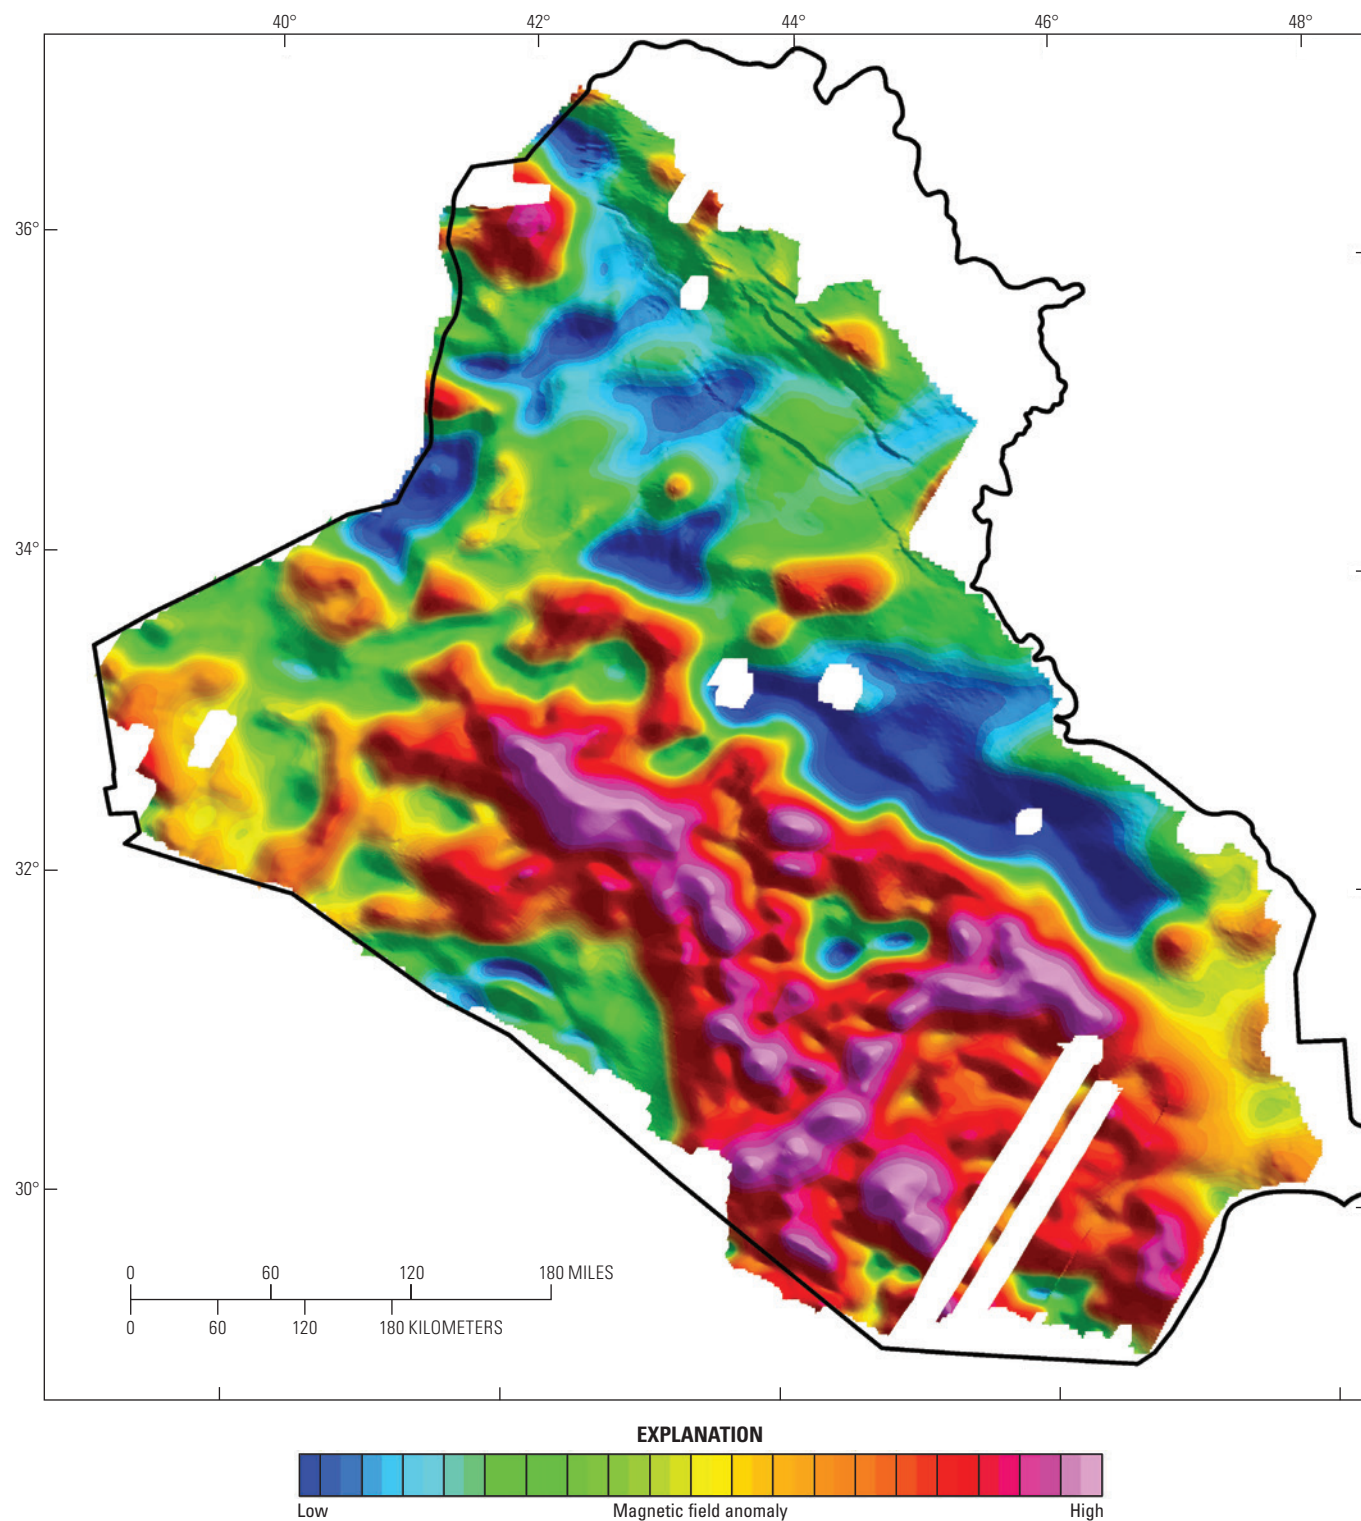 40° 42° 44° 46° 48°
36°
34°
32°
30°
0 60 120 180 MILES
0 60 120 180 KILOMETERS
EXPLANATION
Low Magnetic field anomaly High